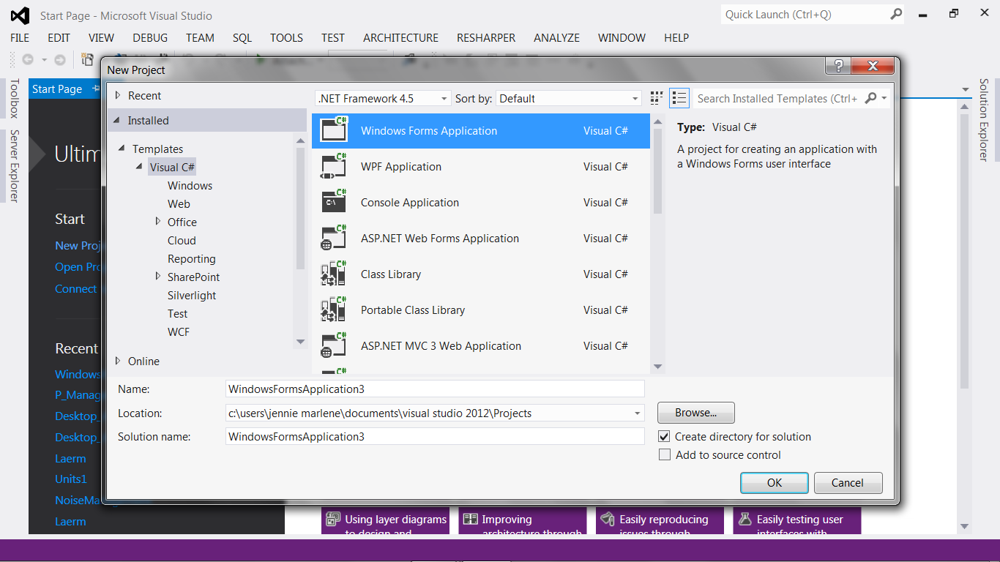 Start Page - Microsoft Visual Studio
Quick Launch (Ctrl+Q)
FILE EDIT VIEW DEBUG TEAM SQL TOOLS TEST ARCHITECTURE RESHARPER ANALYZE WINDOW HELP
Toolbox
Server Explorer
Solution Explorer
Start Page
Ultim
Start
New Proj
Open Pro
Connect
Recent
Windows
P_Manag
Desktop_
Desktop_
Laerm
Units1
NoiseMa
Laerm
New Project
Recent
Installed
Templates
Visual C#
Windows
Web
Office
Cloud
Reporting
SharePoint
Silverlight
Test
WCF
Online
.NET Framework 4.5 Sort by: Default
Search Installed Templates (Ctrl+
C# Windows Forms Application Visual C#
C# WPF Application Visual C#
C# C:\ Console Application Visual C#
C# ASP.NET Web Forms Application Visual C#
C# Class Library Visual C#
C# Portable Class Library Visual C#
C# ASP.NET MVC 3 Web Application Visual C#
C#
Type: Visual C#
A project for creating an application with
a Windows Forms user interface
Name: WindowsFormsApplication3
Location: c:\users\jennie marlene\documents\visual studio 2012\Projects
Browse...
Solution name: WindowsFormsApplication3
Create directory for solution
Add to source control
OK Cancel
Using layer diagrams
to design and
Improving
architecture through
Easily reproducing
issues through
Easily testing user
interfaces with